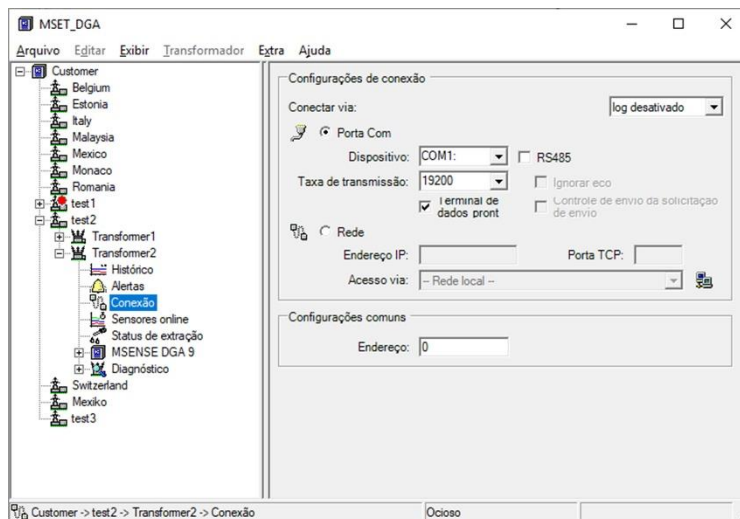 MSET_DGA
Arquivo Editar Exibir Transformador Extra Ajuda
Customer
Belgium
Estonia
Italy
Malaysia
Mexico
Monaco
Romania
test1
test2
Transformer1
Transformer2
Histórico
Alertas
Conexão
Sensores online
Status de extração
MSENSE DGA 9
Diagnóstico
Switzerland
Mexiko
test3
Configurações de conexão
Conectar via: log desativado
Porta Com
Dispositivo: COM1: RS485
Taxa de transmissão: 19200 Ignorar eco
Terminal de dados pront
Controle de envio da solicitação de envio
Rede
Endereço IP: Porta TCP:
Acesso via: -- Rede local --
Configurações comuns
Endereço: 0
Customer -> test2 -> Transformer2 -> Conexão Ocioso